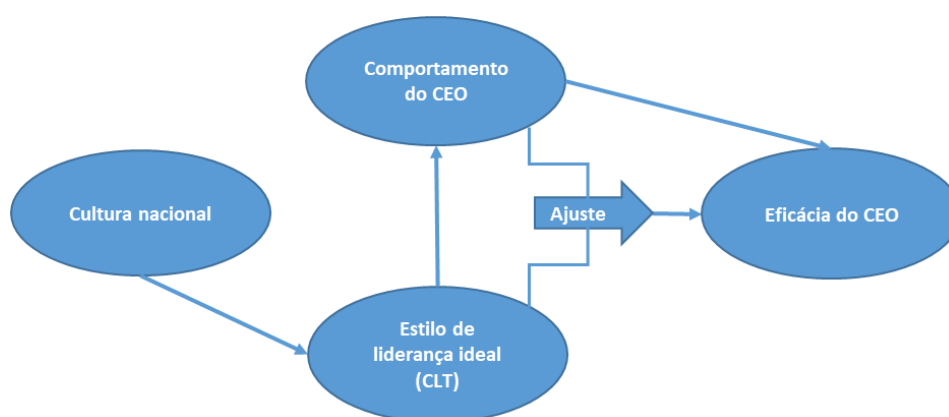 Comportamento
do CEO
Cultura nacional
Ajuste
Eficácia do CEO
Estilo de
liderança ideal
(CLT)